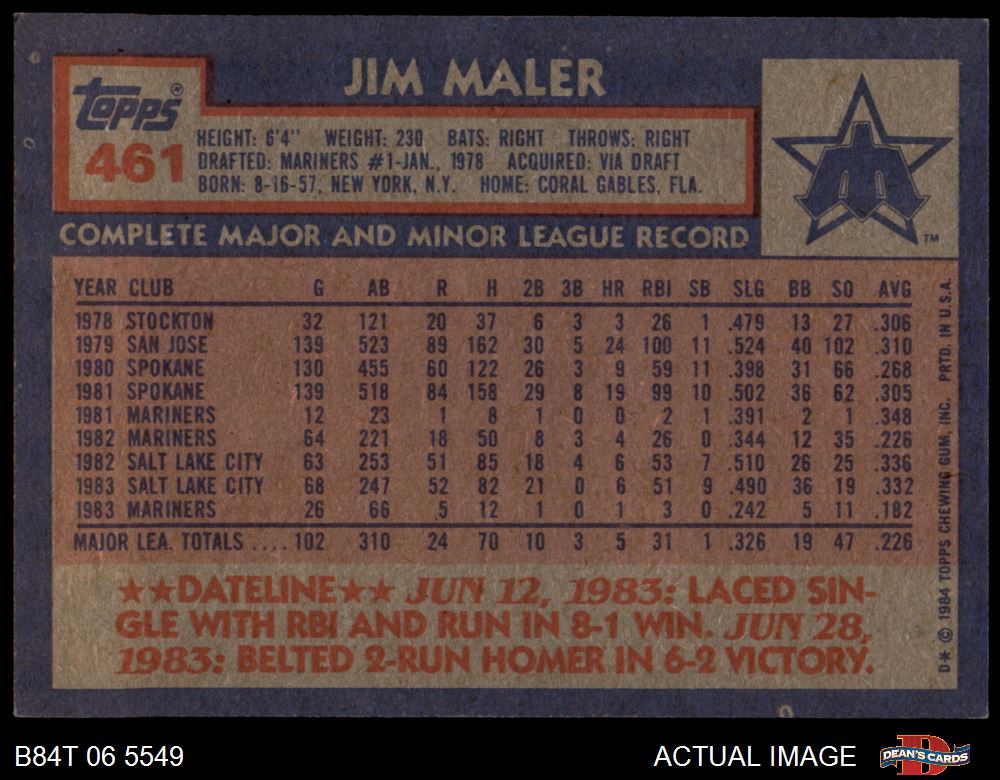 JIM MALER
Topps®
461
HEIGHT: 6'4" WEIGHT: 230 BATS: RIGHT THROWS: RIGHT
DRAFTED: MARINERS #1-JAN., 1978 ACQUIRED: VIA DRAFT
BORN: 8-16-57, NEW YORK, N.Y. HOME: CORAL GABLES, FLA.
TM
COMPLETE MAJOR AND MINOR LEAGUE RECORD
YEAR CLUB G AB R H 2B 3B HR RBI SB SLG BB SO AVG
1978 STOCKTON 32 121 20 37 6 3 3 26 1 .479 13 27 .306
1979 SAN JOSE 139 523 89 162 30 5 24 100 11 .524 40 102 .310
1980 SPOKANE 130 455 60 122 26 3 9 59 11 .398 31 66 .268
1981 SPOKANE 139 518 84 158 29 8 19 99 10 .502 36 62 .305
1981 MARINERS 12 23 1 8 1 0 0 2 1 .391 2 1 .348
1982 MARINERS 64 221 18 50 8 3 4 26 0 .344 12 35 .226
1982 SALT LAKE CITY 63 253 51 85 18 4 6 53 7 .510 26 25 .336
1983 SALT LAKE CITY 68 247 52 82 21 0 6 51 9 .490 36 19 .332
1983 MARINERS 26 66 5 12 1 0 1 3 0 .242 5 11 .182
MAJOR LEA. TOTALS ....102 310 24 70 10 3 5 31 1 .326 19 47 .226
★★DATELINE★★ JUN 12, 1983: LACED SIN-
GLE WITH RBI AND RUN IN 8-1 WIN. JUN 28,
1983: BELTED 2-RUN HOMER IN 6-2 VICTORY.
D* © 1984 TOPPS CHEWING GUM, INC. PRTD. IN U.S.A.
B84T 06 5549
ACTUAL IMAGE
DEAN'S CARDS